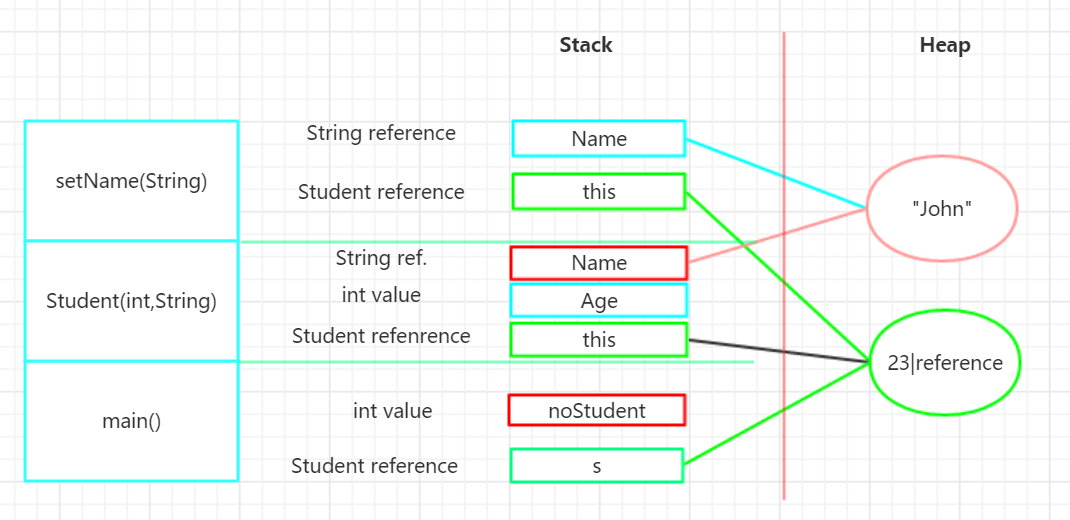 Stack
Heap
String reference
Name
setName(String)
Student reference
this
"John"
String ref.
Name
int value
Age
Student(int,String)
Student refenrence
this
23|reference
int value
noStudent
main()
Student reference
s